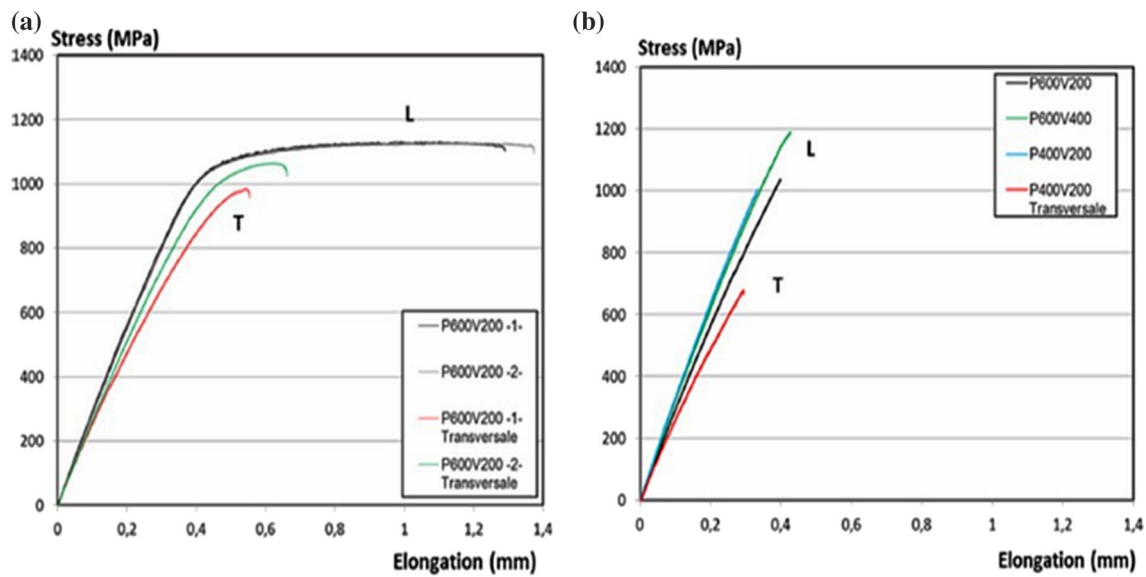 (a)
Stress (MPa)
1400
1200
1000
800
600
400
200
0
0
0,2
0,4
0,6
0,8
1
1,2
1,4
Elongation (mm)
L
T
P600V200 -1-
P600V200 -2-
P600V200 -1-
Transversale
P600V200 -2-
Transversale
(b)
Stress (MPa)
1400
1200
1000
800
600
400
200
0
0
0,2
0,4
0,6
0,8
1
1,2
1,4
Elongation (mm)
L
T
P600V200
P600V400
P400V200
P400V200
Transversale